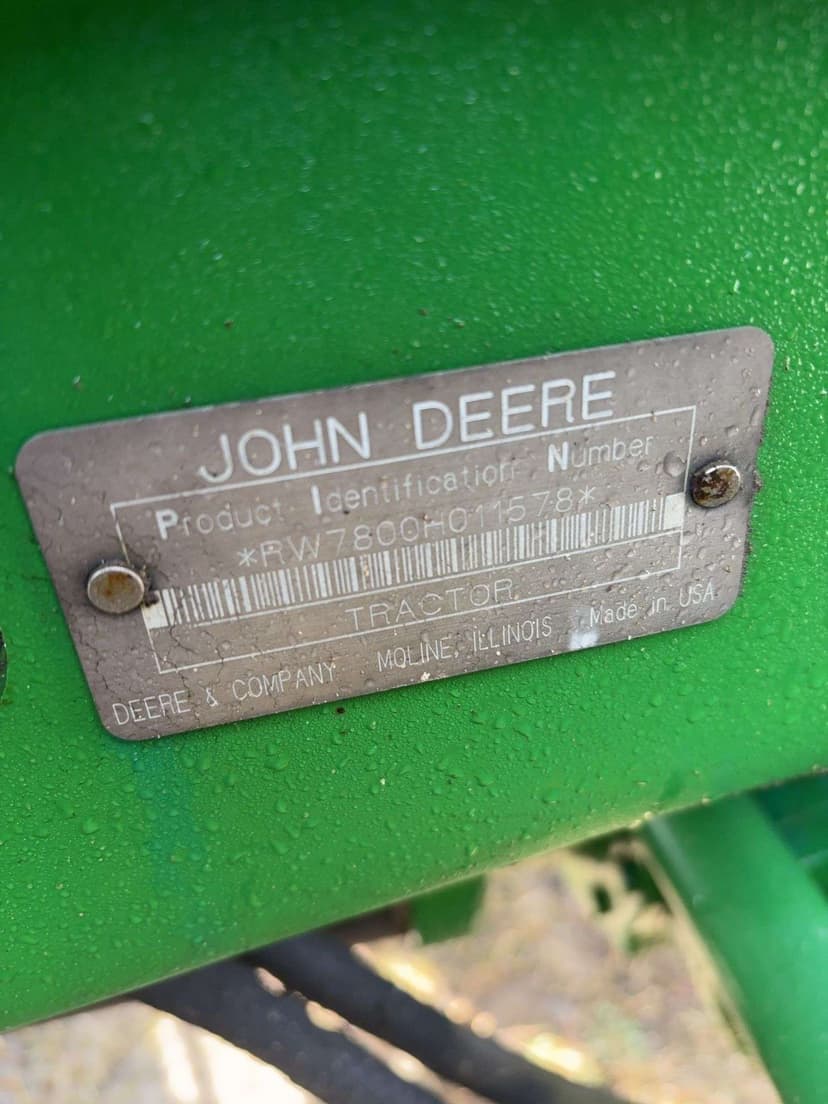 JOHN DEERE
Product Identification Number
*RW7800H011578*
TRACTOR
DEERE & COMPANY MOLINE, ILLINOIS Made in USA